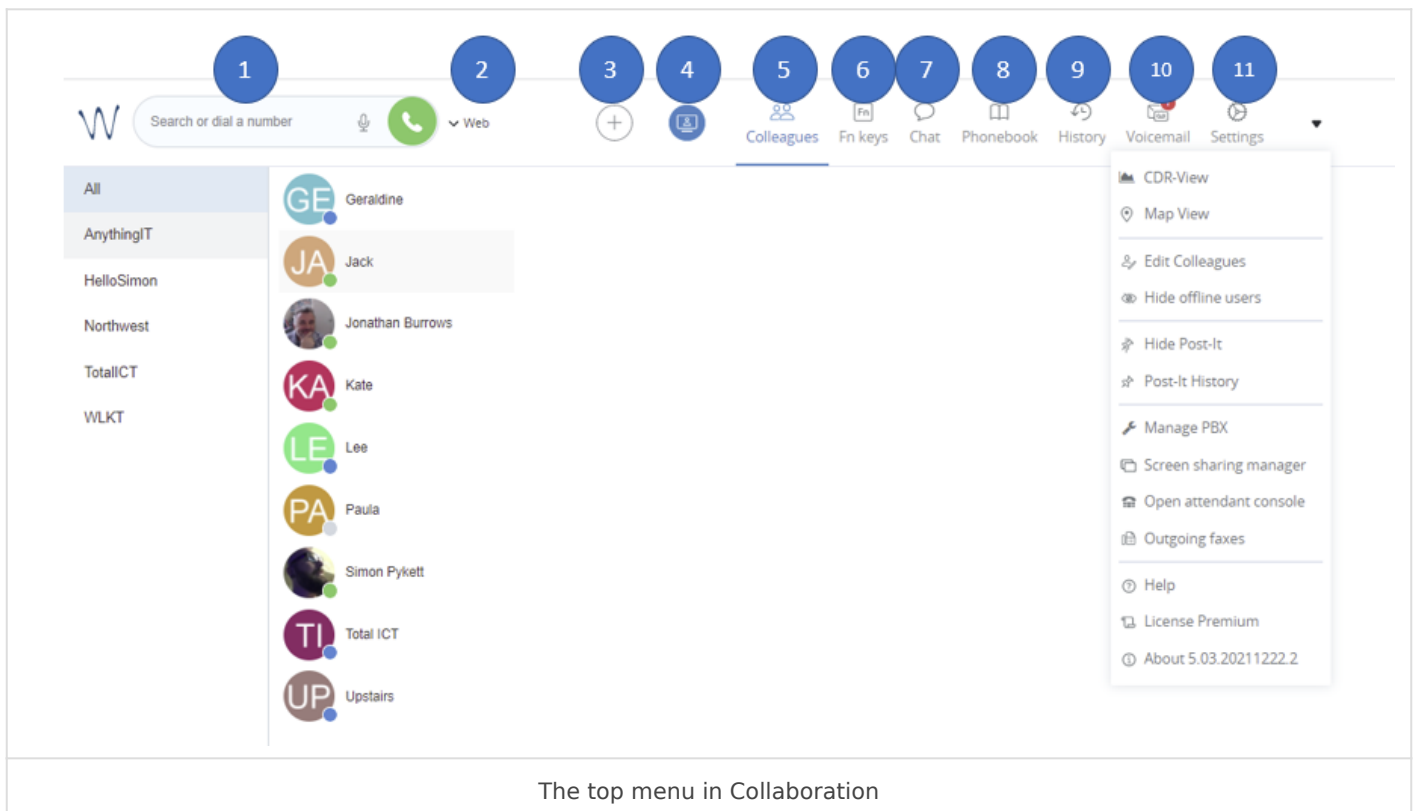 1 2 3 4 5 6 7 8 9 10 11
W Search or dial a number Web
Colleagues Fn Fn keys Chat Phonebook History Voicemail Settings
All
AnythingIT
HelloSimon
Northwest
TotalICT
WLKT
GE Geraldine
JA Jack
Jonathan Burrows
KA Kate
LE Lee
PA Paula
Simon Pykett
TI Total ICT
UP Upstairs
CDR-View
Map View
Edit Colleagues
Hide offline users
Hide Post-It
Post-It History
Manage PBX
Screen sharing manager
Open attendant console
Outgoing faxes
Help
License Premium
About 5.03.20211222.2
The top menu in Collaboration